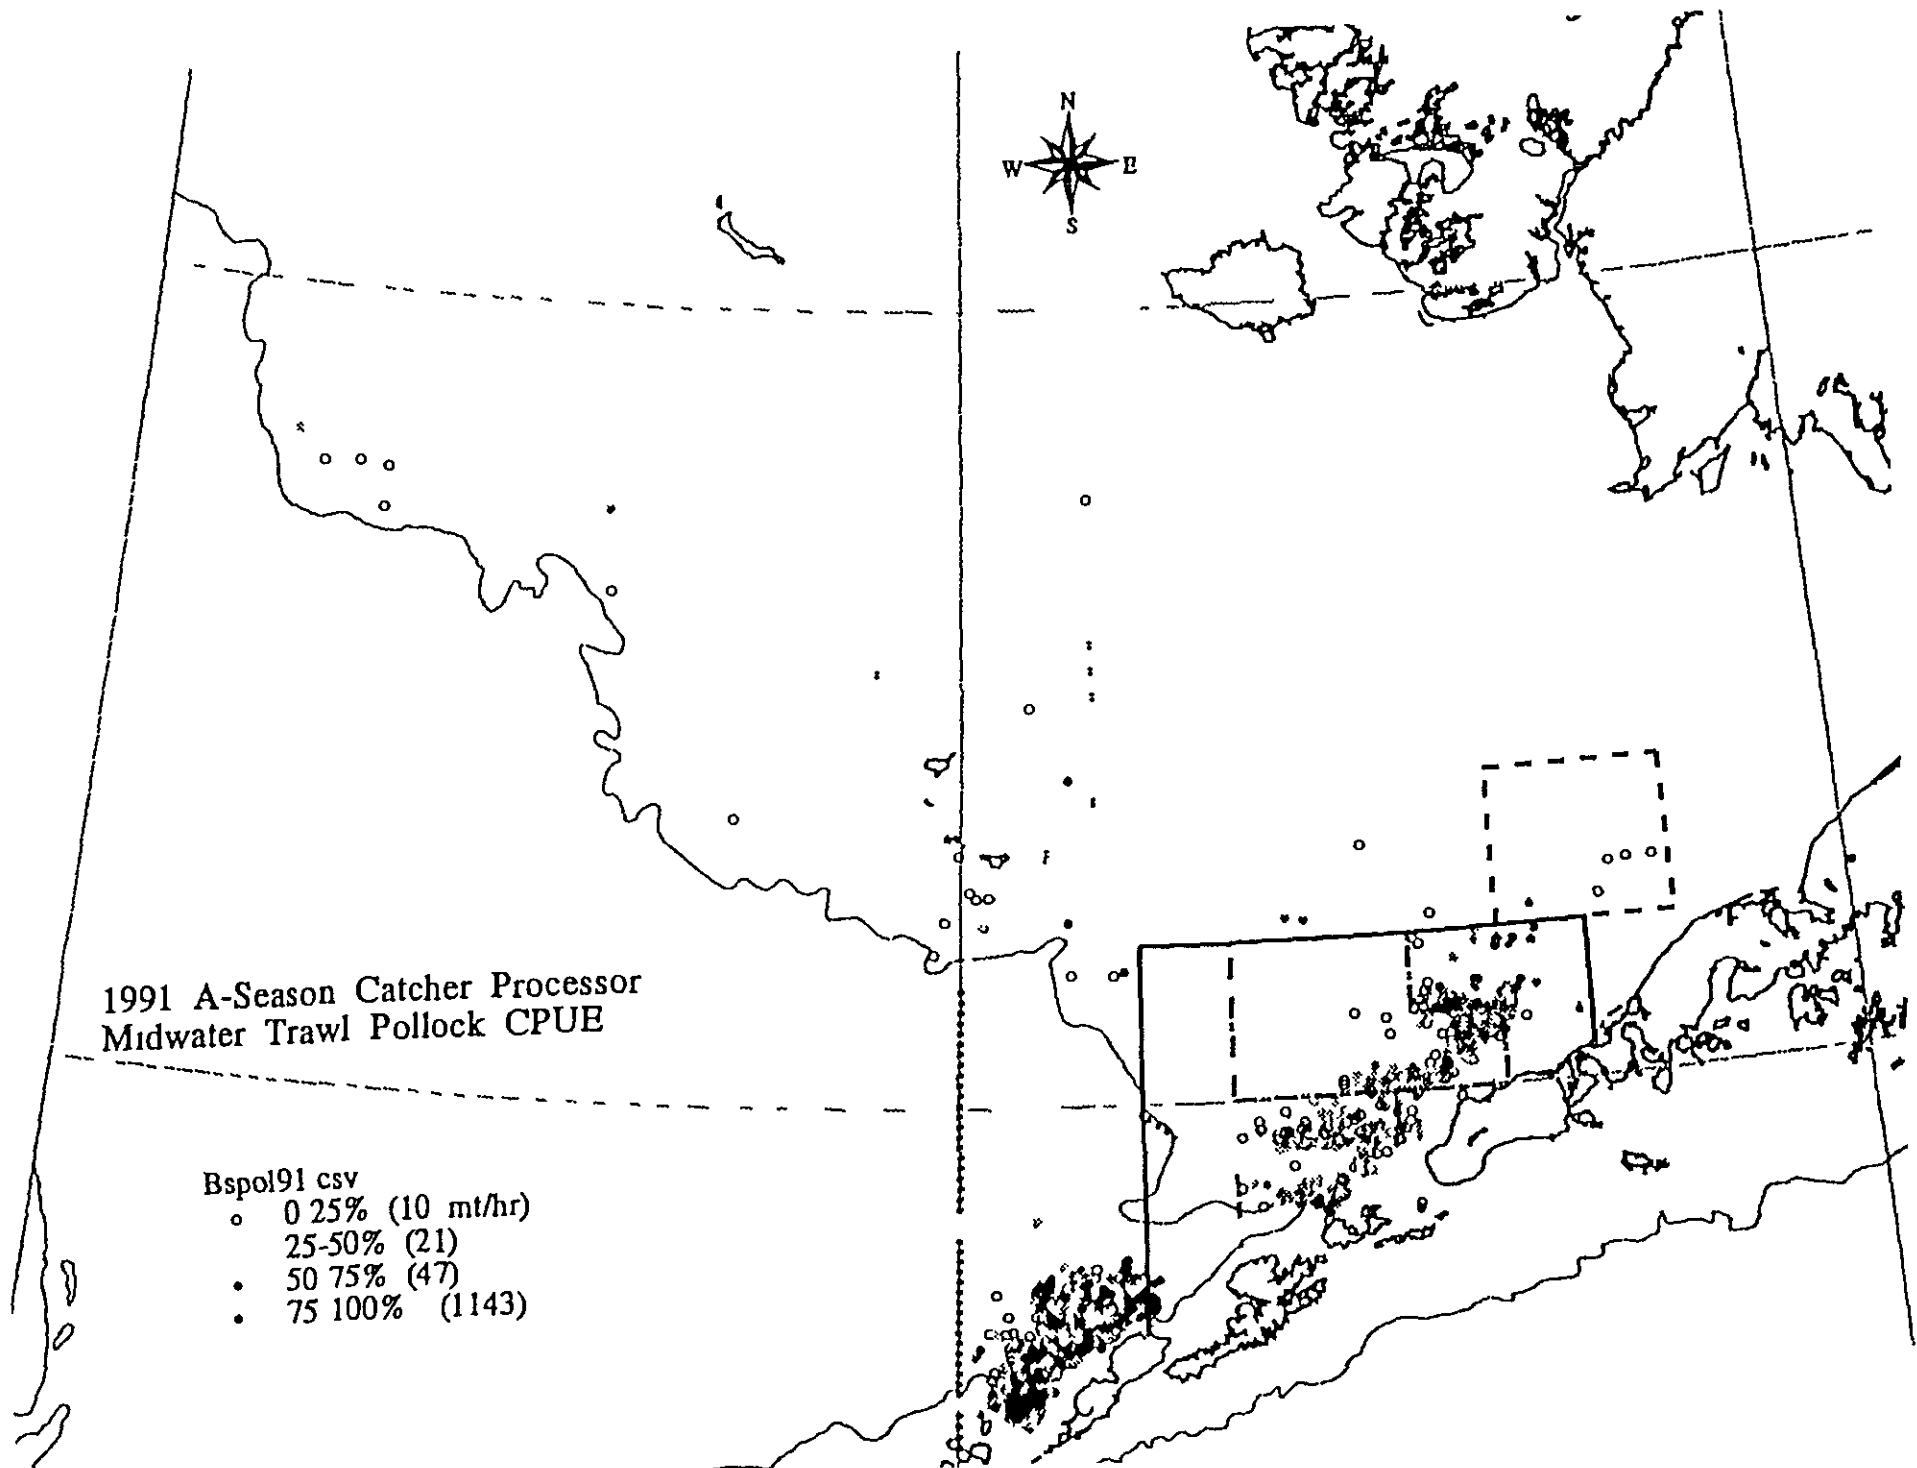 N
W E
S
1991 A-Season Catcher Processor
Midwater Trawl Pollock CPUE
Bspol91 csv
0 25% (10 mt/hr)
25-50% (21)
50 75% (47)
75 100% (1143)